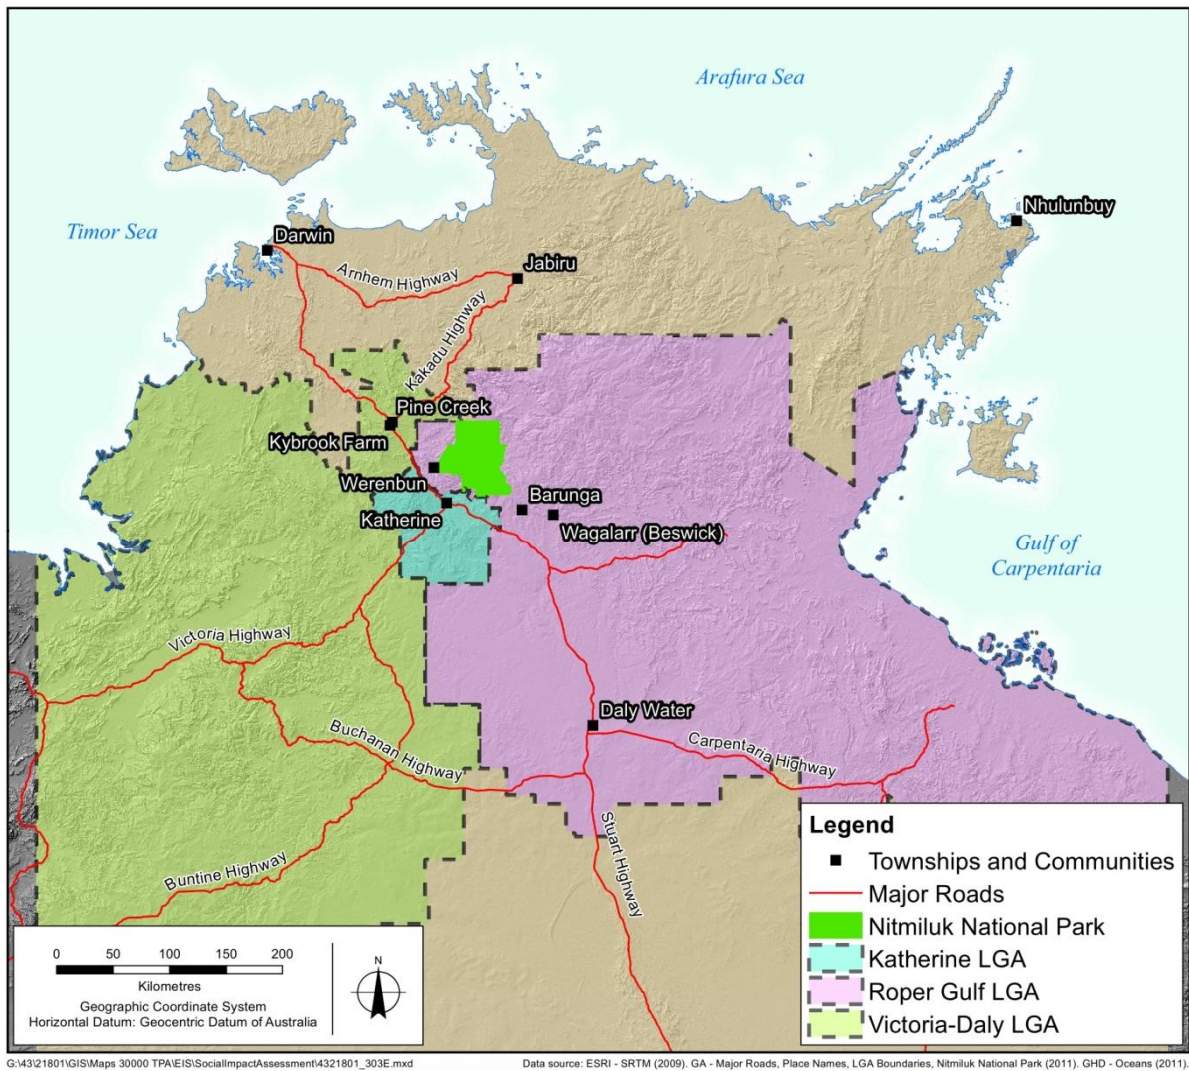 Arafura Sea
Timor Sea
Nhulunbuy
Darwin
Jabiru
Arnhem Highway
Kakadu Highway
Pine Creek
Kybrook Farm
Werenbun
Katherine
Barunga
Wagalarr (Beswick)
Gulf of
Carpentaria
Victoria Highway
Daly Water
Buchanan Highway
Carpentaria Highway
Stuart Highway
Buntine Highway
Legend
Townships and Communities
Major Roads
Nitmiluk National Park
Katherine LGA
Roper Gulf LGA
Victoria-Daly LGA
0 50 100 150 200
Kilometres
Geographic Coordinate System
Horizontal Datum: Geocentric Datum of Australia
N
G:\43\21801\GIS\Maps 30000 TPA\EIS\SocialImpactAssessment\4321801_303E.mxd
Data source: ESRI - SRTM (2009). GA - Major Roads, Place Names, LGA Boundaries, Nitmiluk National Park (2011). GHD - Oceans (2011).